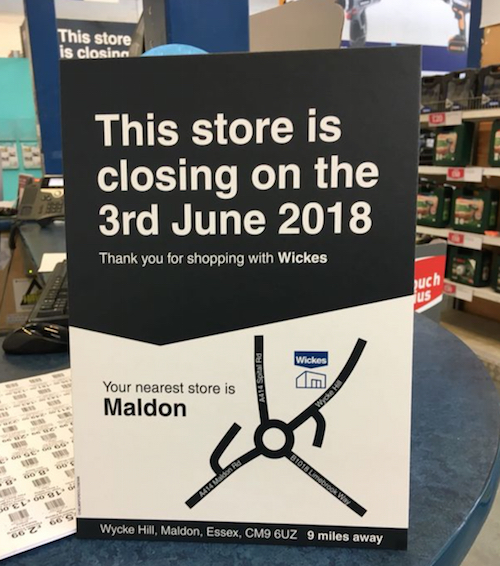 This store
is closing
This store is
closing on the
3rd June 2018
Thank you for shopping with Wickes
Your nearest store is
Maldon
Wickes
A414 Spital Rd
Wycke Hill
A414 Maldon Rd
B1018 Limebrook Way
Wycke Hill, Maldon, Essex, CM9 6UZ 9 miles away